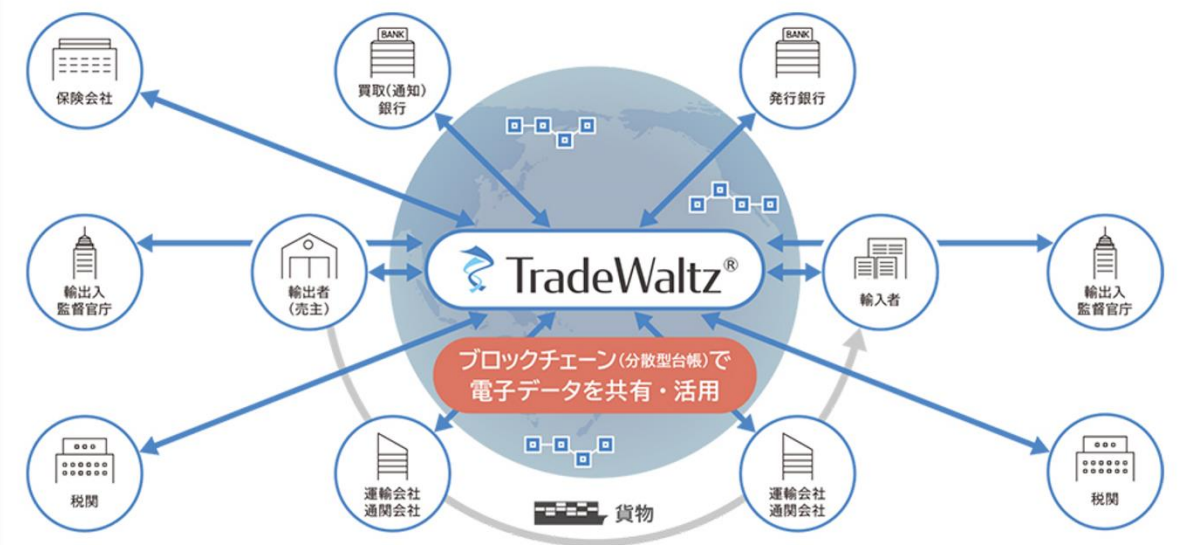 BANK
BANK
保険会社
買取(通知)
銀行
発行銀行
輸出入
監督官庁
輸出者
(売主)
TradeWaltz®
輸入者
輸出入
監督官庁
ブロックチェーン(分散型台帳)で
電子データを共有・活用
税関
運輸会社
通関会社
貨物
運輸会社
通関会社
税関